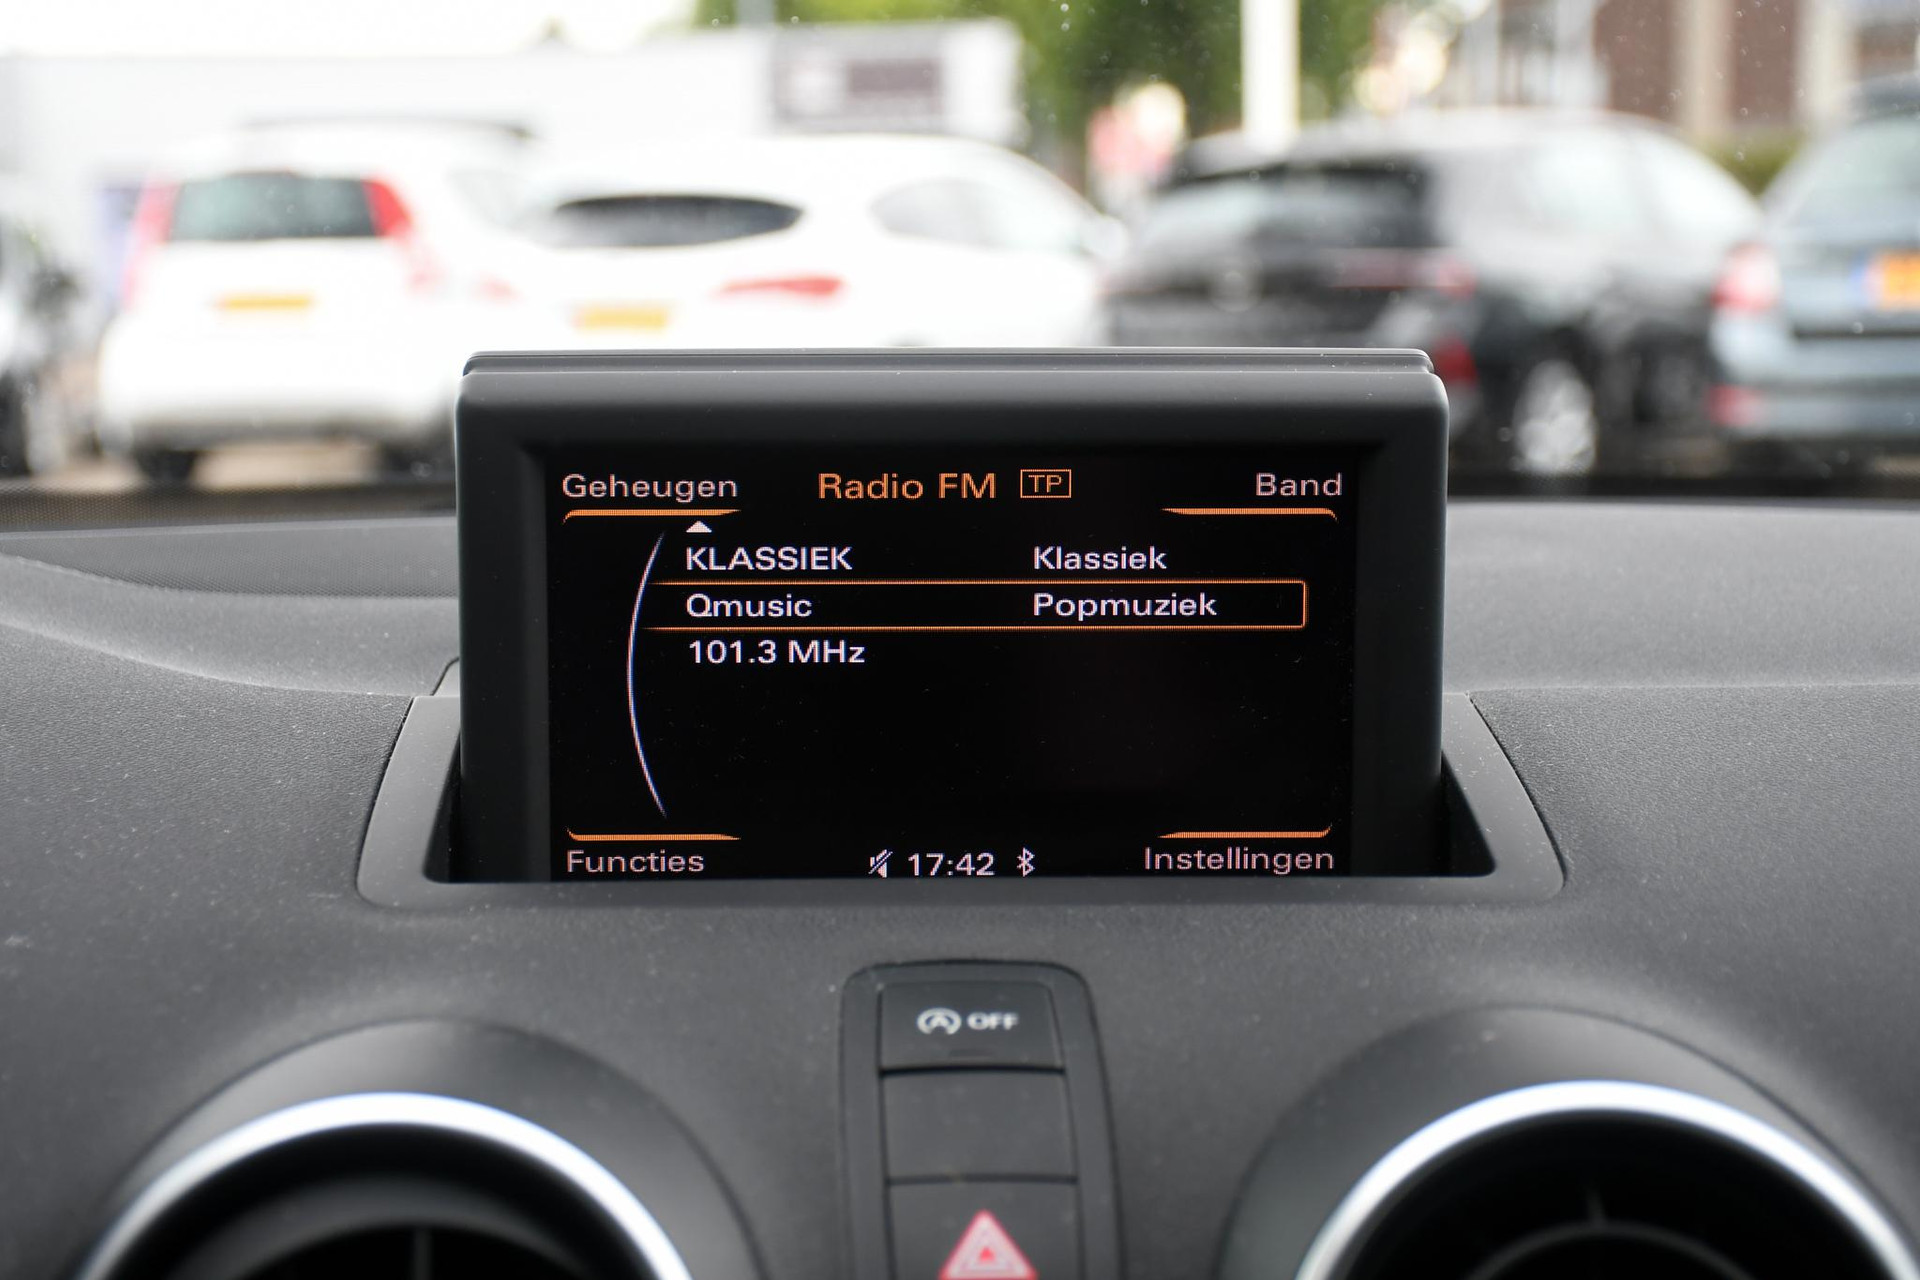 Geheugen Radio FM TP Band
KLASSIEK Klassiek
Qmusic Popmuziek
101.3 MHz
Functies 17:42 Instellingen
A OFF